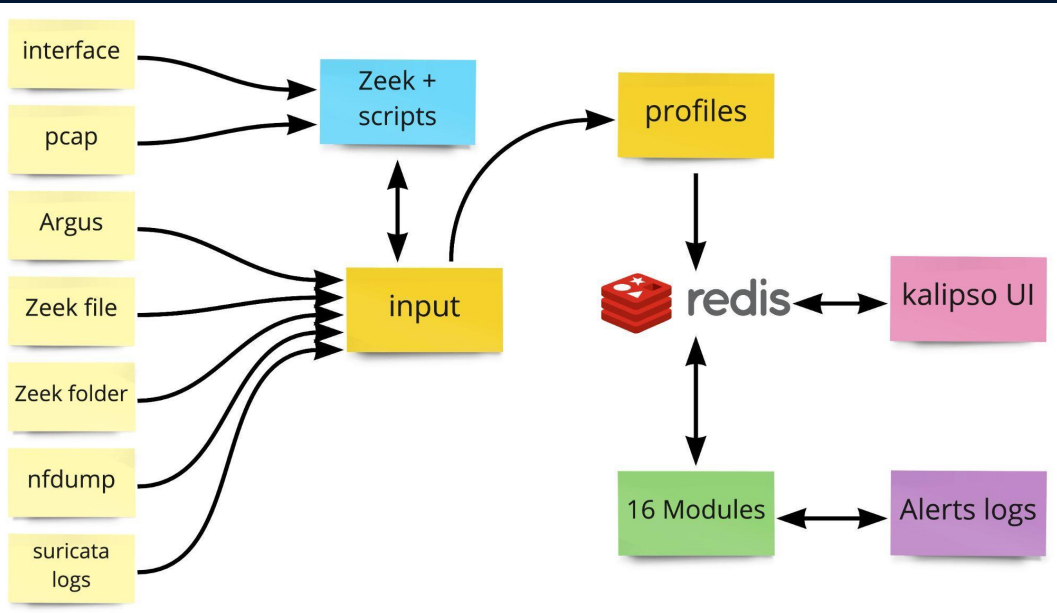 interface
pcap
Argus
Zeek file
Zeek folder
nfdump
suricata
logs
Zeek +
scripts
input
profiles
redis
kalipso UI
16 Modules
Alerts logs